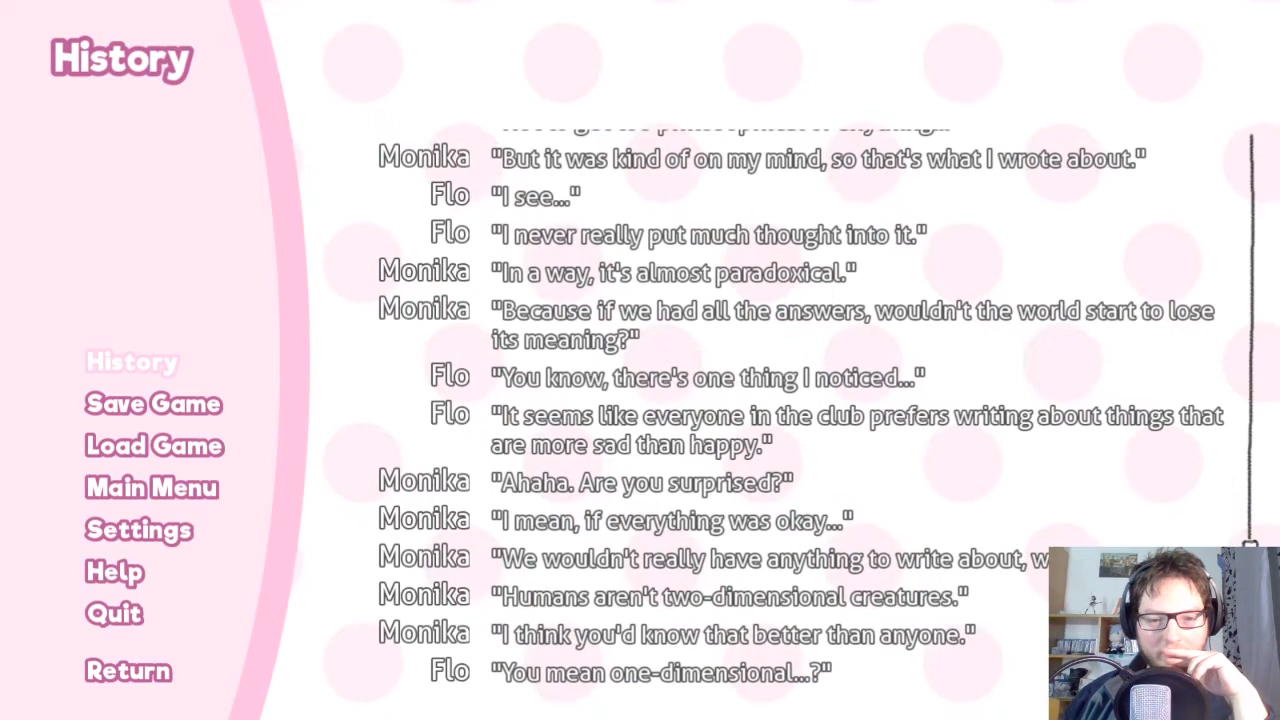 History
Monika "But it was kind of on my mind, so that's what I wrote about."
Flo "I see..."
Flo "I never really put much thought into it."
Monika "In a way, it's almost paradoxical."
Monika "Because if we had all the answers, wouldn't the world start to lose
its meaning?"
Flo "You know, there's one thing I noticed..."
Flo "It seems like everyone in the club prefers writing about things that
are more sad than happy."
Monika "Ahaha. Are you surprised?"
Monika "I mean, if everything was okay..."
Monika "We wouldn't really have anything to write about,
Monika "Humans aren't two-dimensional creatures."
Monika "I think you'd know that better than anyone."
Flo "You mean one-dimensional...?"
History
Save Game
Load Game
Main Menu
Settings
Help
Quit
Return